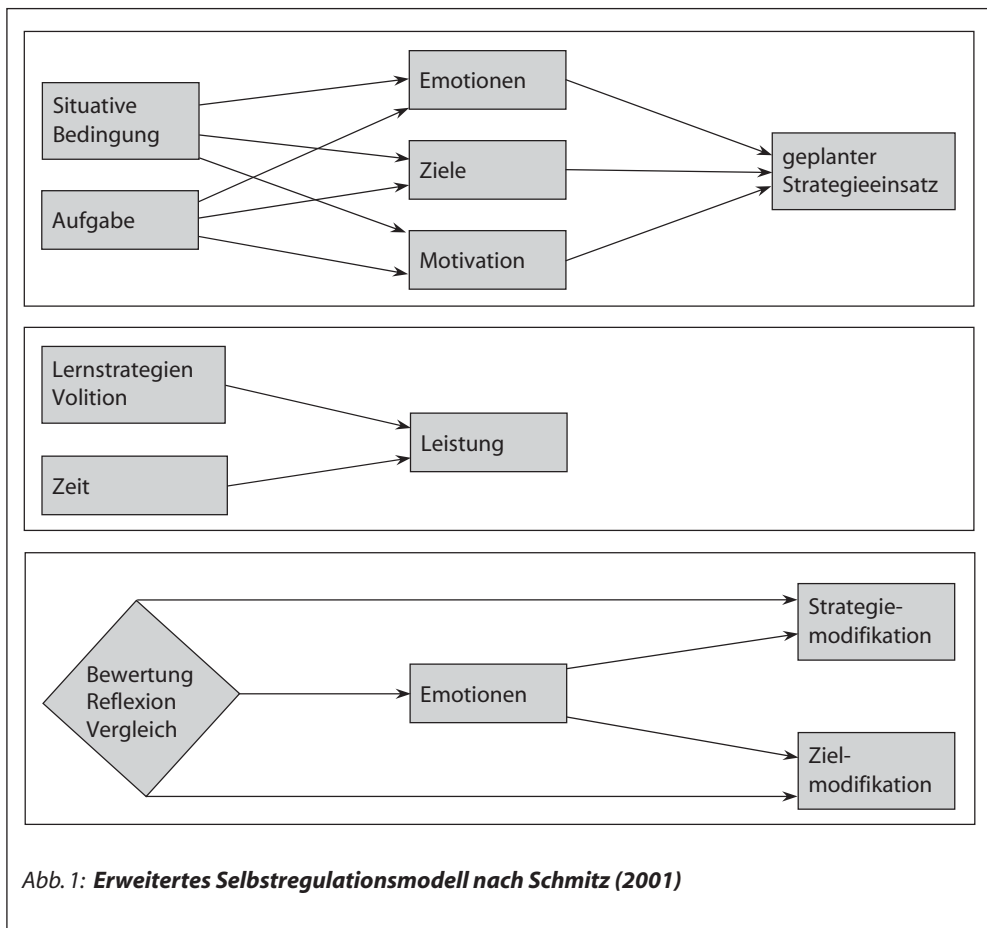 Situative
Bedingung
Aufgabe
Emotionen
Ziele
Motivation
geplanter
Strategieeinsatz
Lernstrategien
Volition
Zeit
Leistung
Bewertung
Reflexion
Vergleich
Emotionen
Strategie-
modifikation
Ziel-
modifikation
Abb. 1: Erweitertes Selbstregulationsmodell nach Schmitz (2001)